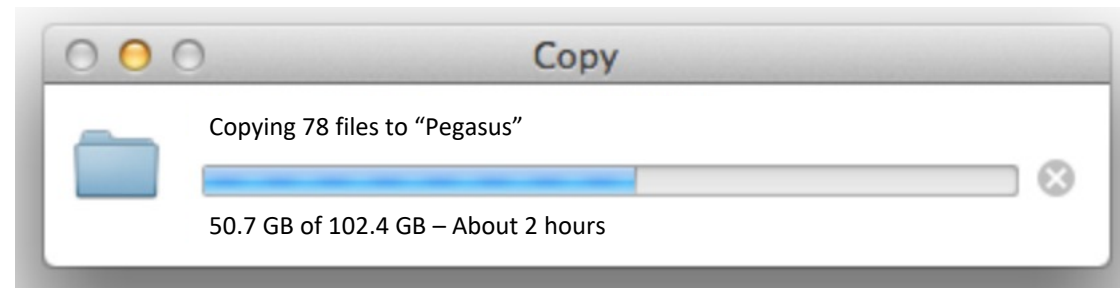 Copy
Copying 78 files to “Pegasus”
50.7 GB of 102.4 GB – About 2 hours